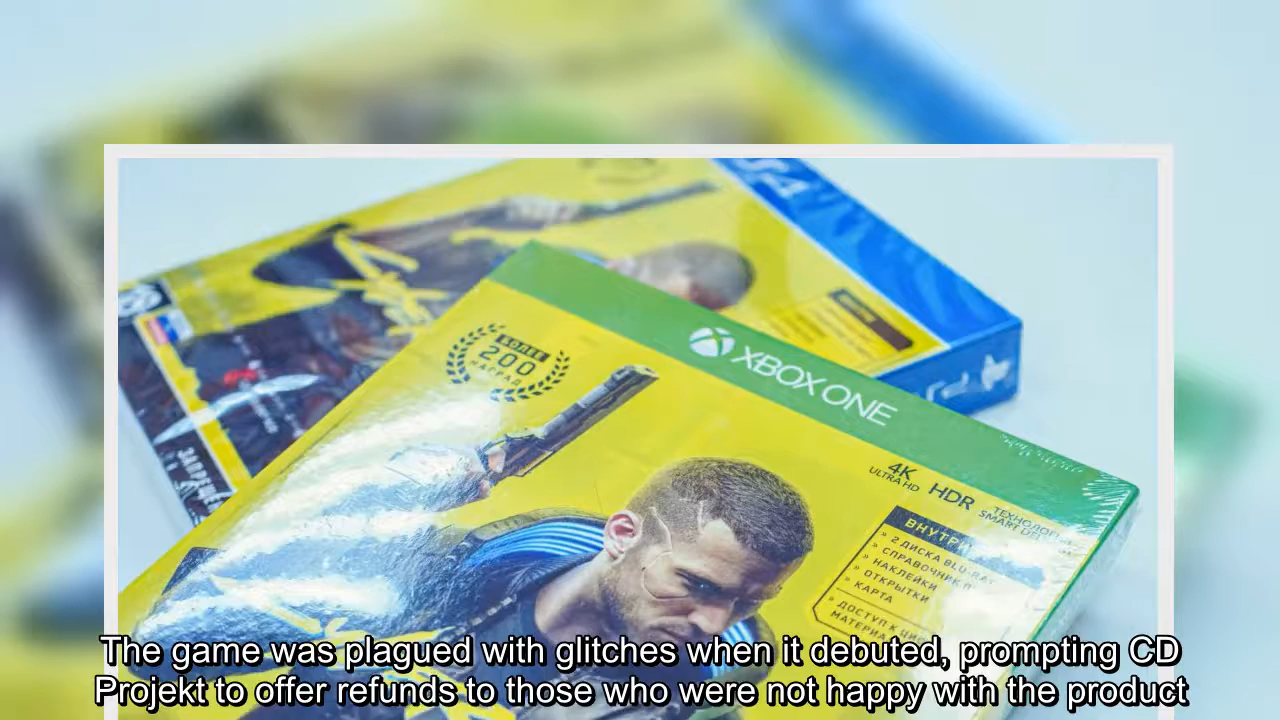 PS4
БОЛЕЕ
200
НАГРАД
XBOX ONE
4K
ULTRA HD
HDR
ВНУТРИ
» 2 ДИСКА BLU-RAY
» СПРАВОЧНИК
» НАКЛЕЙКИ
» ОТКРЫТКИ
» КАРТА
» ДОСТУП К
The game was plagued with glitches when it debuted, prompting CD
Projekt to offer refunds to those who were not happy with the product